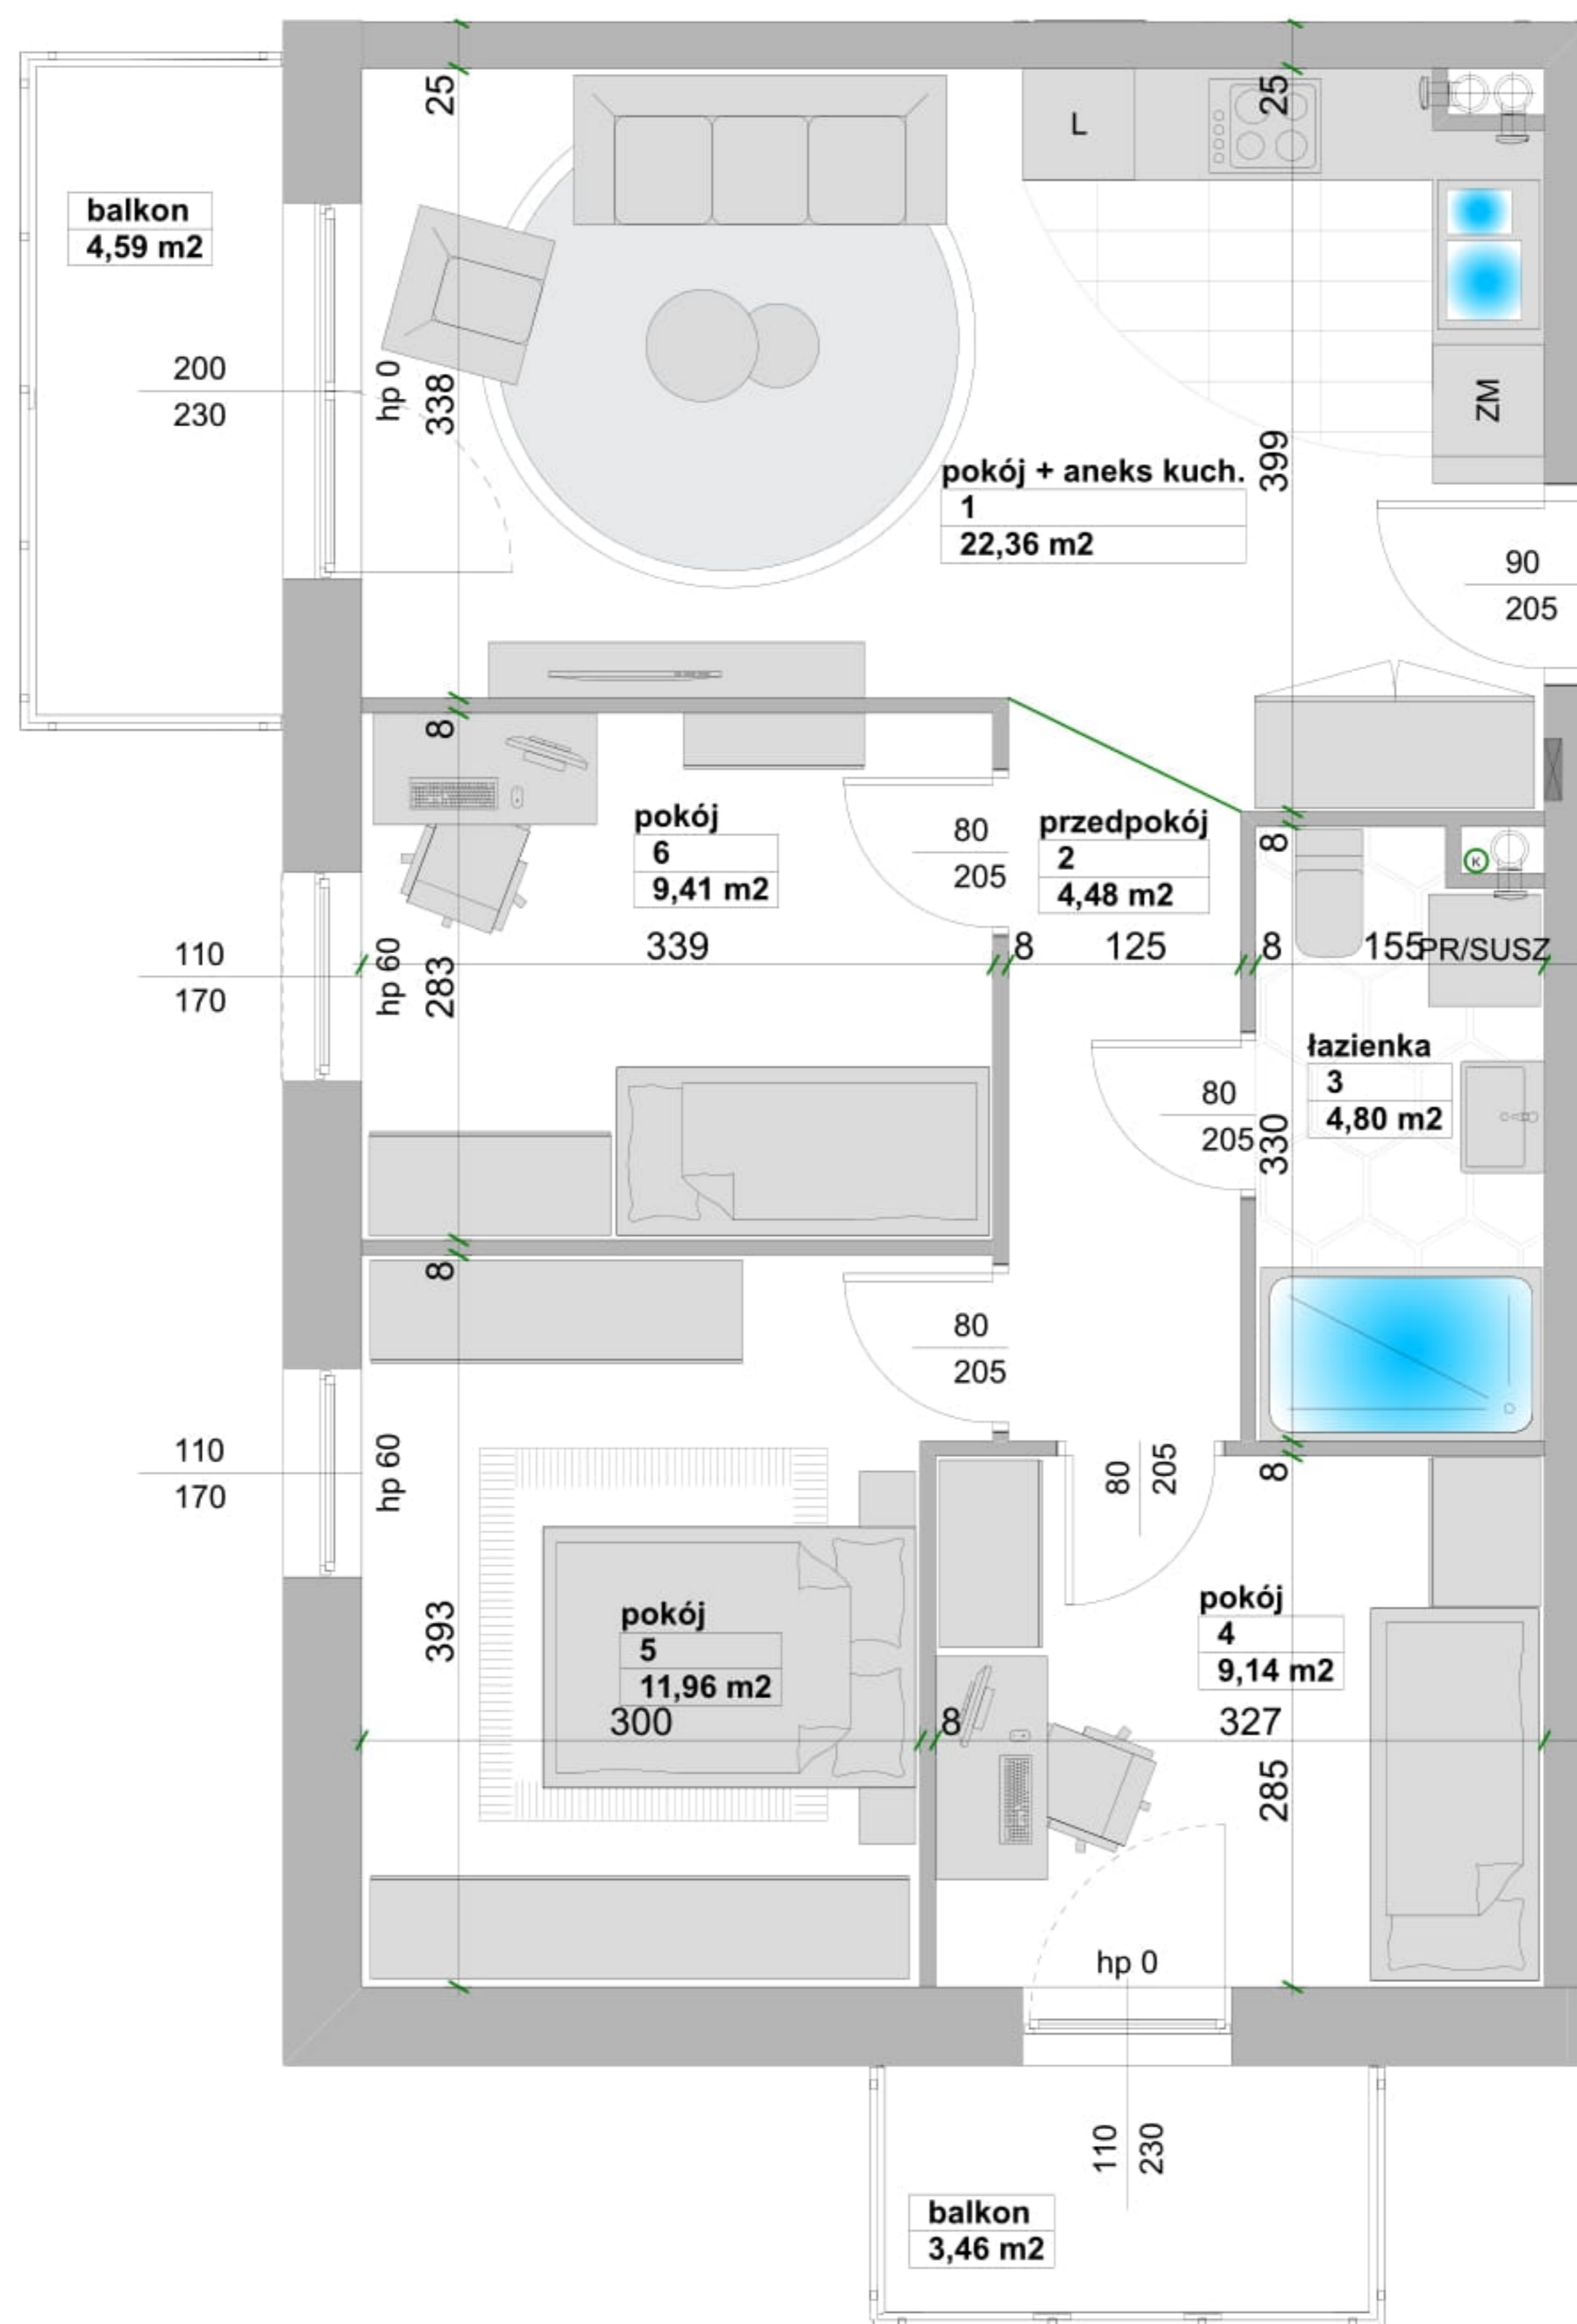 25
25
L
balkon
4,59 m2
200
230
hp 0
338
ZM
399
pokój + aneks kuch.
1
22,36 m2
90
205
8
pokój
6
9,41 m2
80
205
przedpokój
2
4,48 m2
8
K
339
8
125
8
155
PR/SUSZ
110
170
hp 60
283
łazienka
3
4,80 m2
80
205
330
8
80
205
110
170
hp 60
80
205
8
393
pokój
5
11,96 m2
300
8
pokój
4
9,14 m2
327
285
hp 0
110
230
balkon
3,46 m2